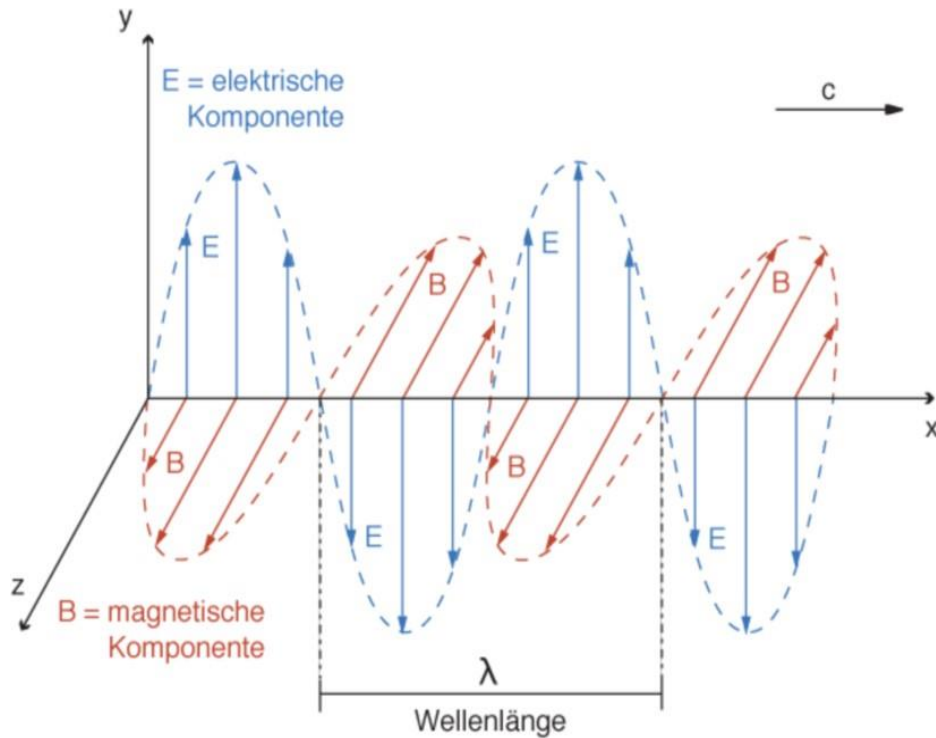 y
E = elektrische
Komponente
c
E
E
B
B
x
B
B
E
E
z
B = magnetische
Komponente
λ
Wellenlänge